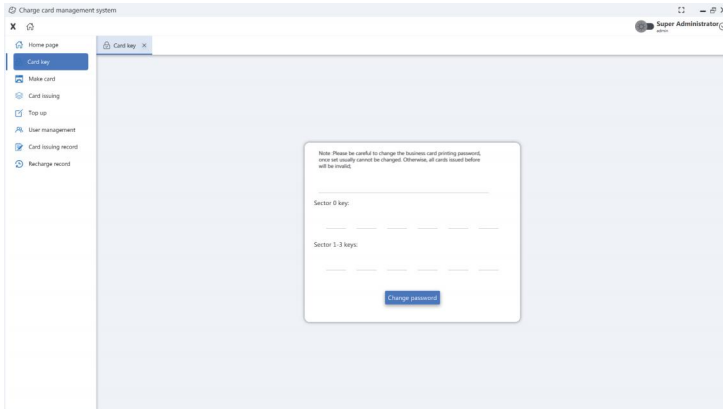 Charge card management system
Super Administrator
admin
Home page
Card key
Make card
Card issuing
Top up
User management
Card issuing record
Recharge record
Card key
Note: Please be careful to change the business card printing password,
once set usually cannot be changed. Otherwise, all cards issued before
will be invalid;
Sector 0 key:
Sector 1-3 keys:
Change password